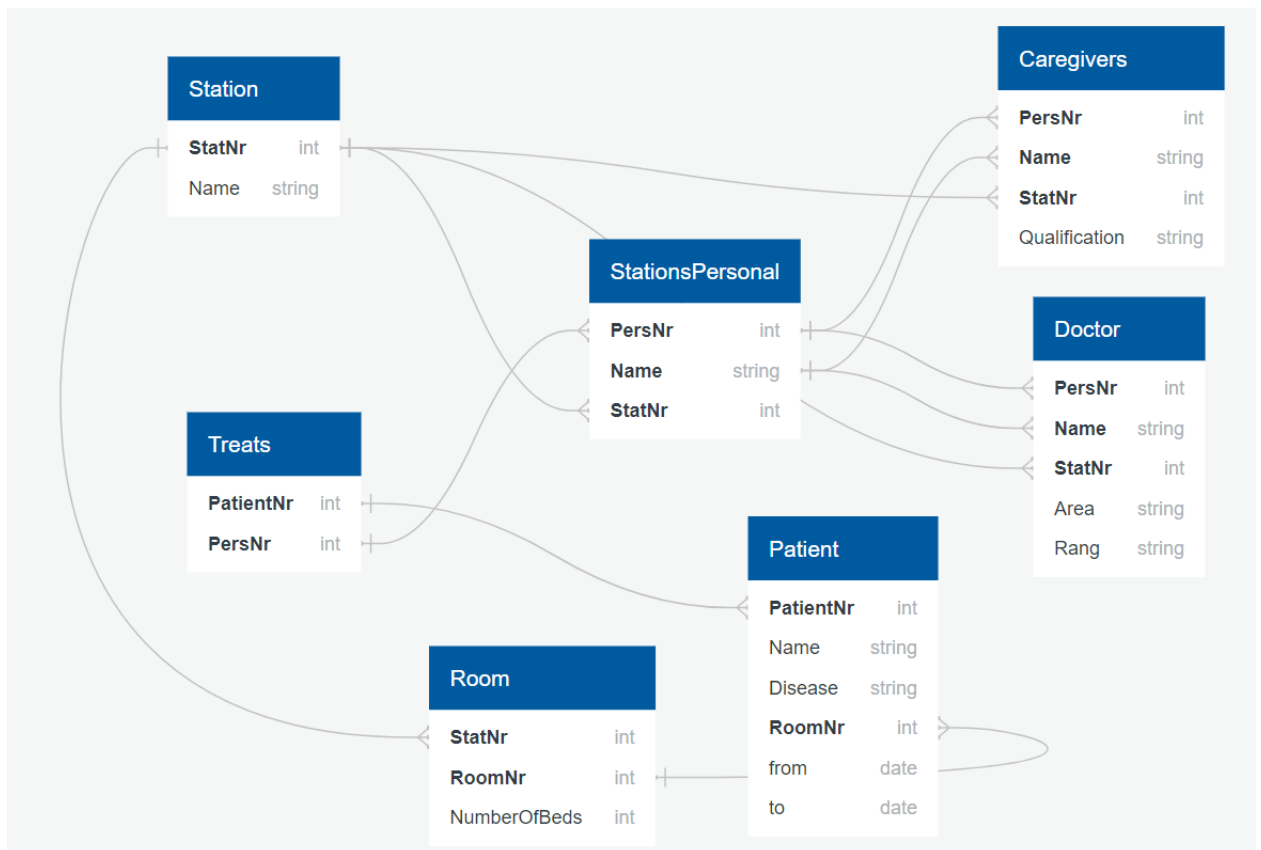 Station
StatNr int
Name string
Caregivers
PersNr int
Name string
StatNr int
Qualification string
StationsPersonal
PersNr int
Name string
StatNr int
Doctor
PersNr int
Name string
StatNr int
Area string
Rang string
Treats
PatientNr int
PersNr int
Patient
PatientNr int
Name string
Disease string
RoomNr int
from date
to date
Room
StatNr int
RoomNr int
NumberOfBeds int